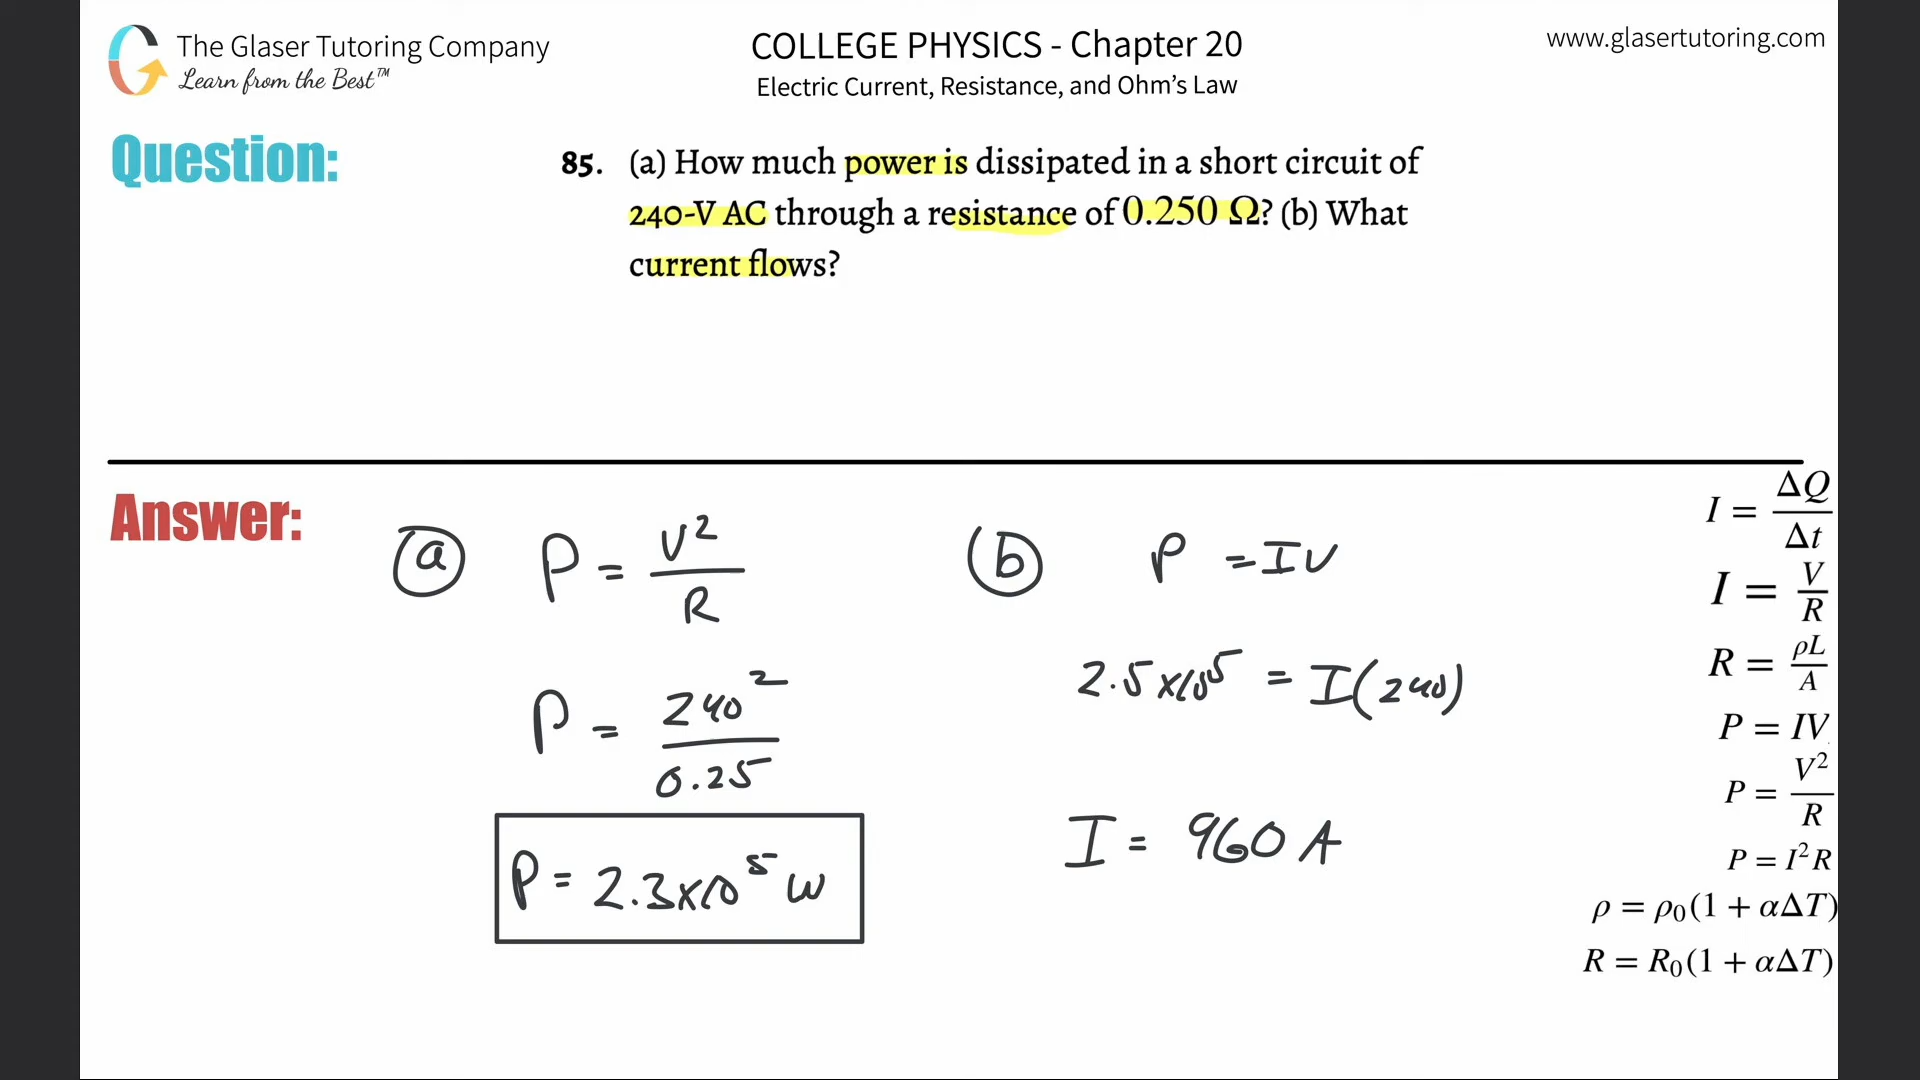 The Glaser Tutoring Company
Learn from the Best™
COLLEGE PHYSICS - Chapter 20
Electric Current, Resistance, and Ohm's Law
www.glasertutoring.com
Question:
85. (a) How much power is dissipated in a short circuit of
240-V AC through a resistance of 0.250 Ω? (b) What
current flows?
Answer:
(a) P = V²/R
P = 240²/0.25
P = 2.3x10⁵ W
(b) P = IV
2.5x10⁵ = I(240)
I = 960 A
I = ΔQ/Δt
I = V/R
R = ρL/A
P = IV
P = V²/R
P = I²R
ρ = ρ₀(1 + αΔT)
R = R₀(1 + αΔT)